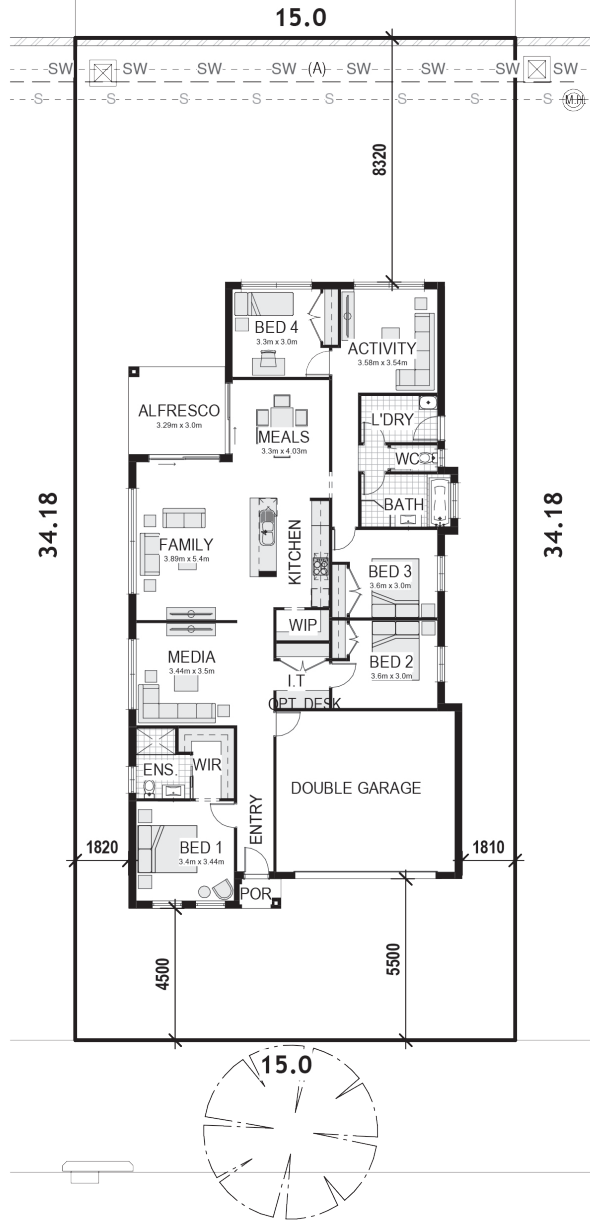 15.0
SW SW SW SW (A) SW SW SW SW
S S S S S S S S M.H.
8320
BED 4
3.3m x 3.0m
ACTIVITY
3.58m x 3.54m
ALFRESCO
3.29m x 3.0m
L'DRY
MEALS
3.3m x 4.03m
WC
BATH
34.18
34.18
FAMILY
3.89m x 5.4m
KITCHEN
BED 3
3.6m x 3.0m
WIP
MEDIA
3.44m x 3.5m
BED 2
3.6m x 3.0m
I.T
OPT. DESK
ENS.
WIR
DOUBLE GARAGE
ENTRY
1820
BED 1
3.4m x 3.44m
1810
POR
4500
5500
15.0